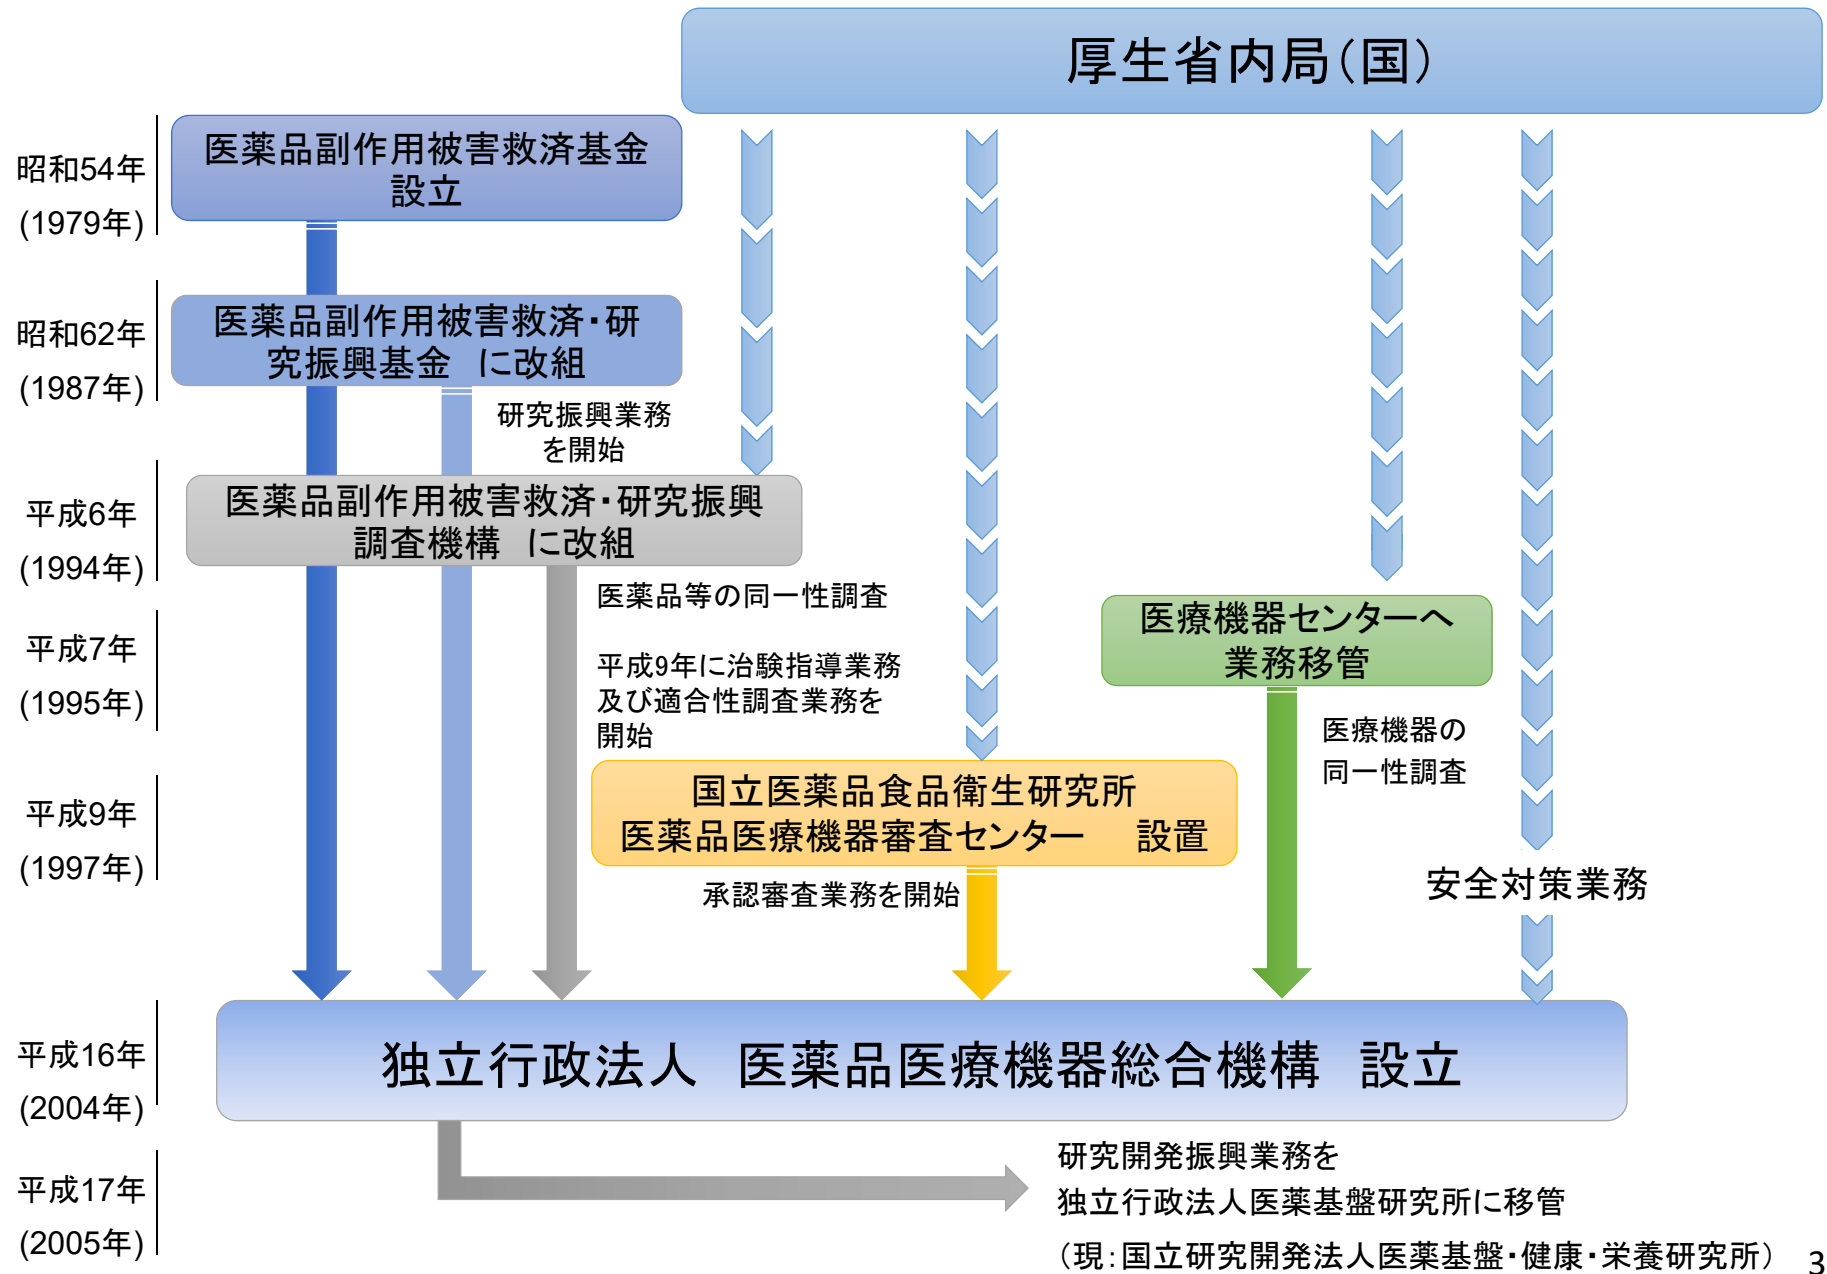 厚生省内局（国）
昭和54年
(1979年)
医薬品副作用被害救済基金
設立
昭和62年
(1987年)
医薬品副作用被害救済・研
究振興基金　に改組
研究振興業務
を開始
平成6年
(1994年)
医薬品副作用被害救済・研究振興
調査機構　に改組
医薬品等の同一性調査
平成9年に治験指導業務
及び適合性調査業務を
開始
平成7年
(1995年)
医療機器センターへ
業務移管
医療機器の
同一性調査
平成9年
(1997年)
国立医薬品食品衛生研究所
医薬品医療機器審査センター　設置
承認審査業務を開始
安全対策業務
平成16年
(2004年)
独立行政法人　医薬品医療機器総合機構　設立
平成17年
(2005年)
研究開発振興業務を
独立行政法人医薬基盤研究所に移管
（現：国立研究開発法人医薬基盤・健康・栄養研究所）
3